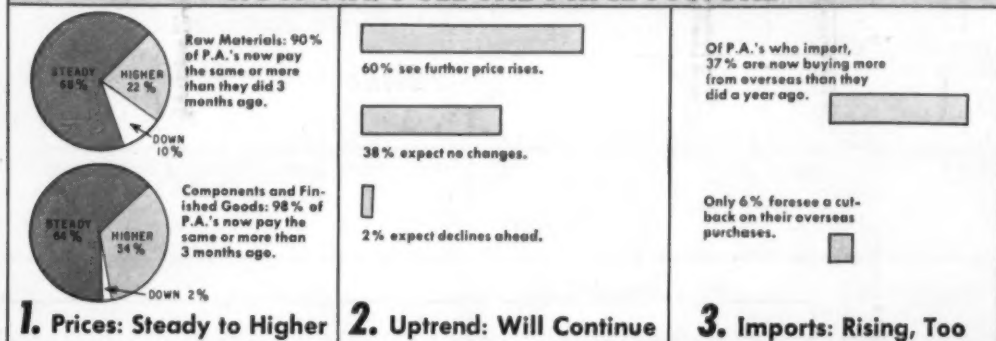 STEADY
68%
HIGHER
22%
DOWN
10%
Raw Materials: 90%
of P.A.'s now pay
the same or more
than they did 3
months ago.
STEADY
64%
HIGHER
34%
DOWN 2%
Components and Fin-
ished Goods: 98% of
P.A.'s now pay the
same or more than
3 months ago.
1. Prices: Steady to Higher
60% see further price rises.
38% expect no changes.
2% expect declines ahead.
2. Uptrend: Will Continue
Of P.A.'s who import,
37% are now buying more
from overseas than they
did a year ago.
Only 6% foresee a cut-
back on their overseas
purchases.
3. Imports: Rising, Too